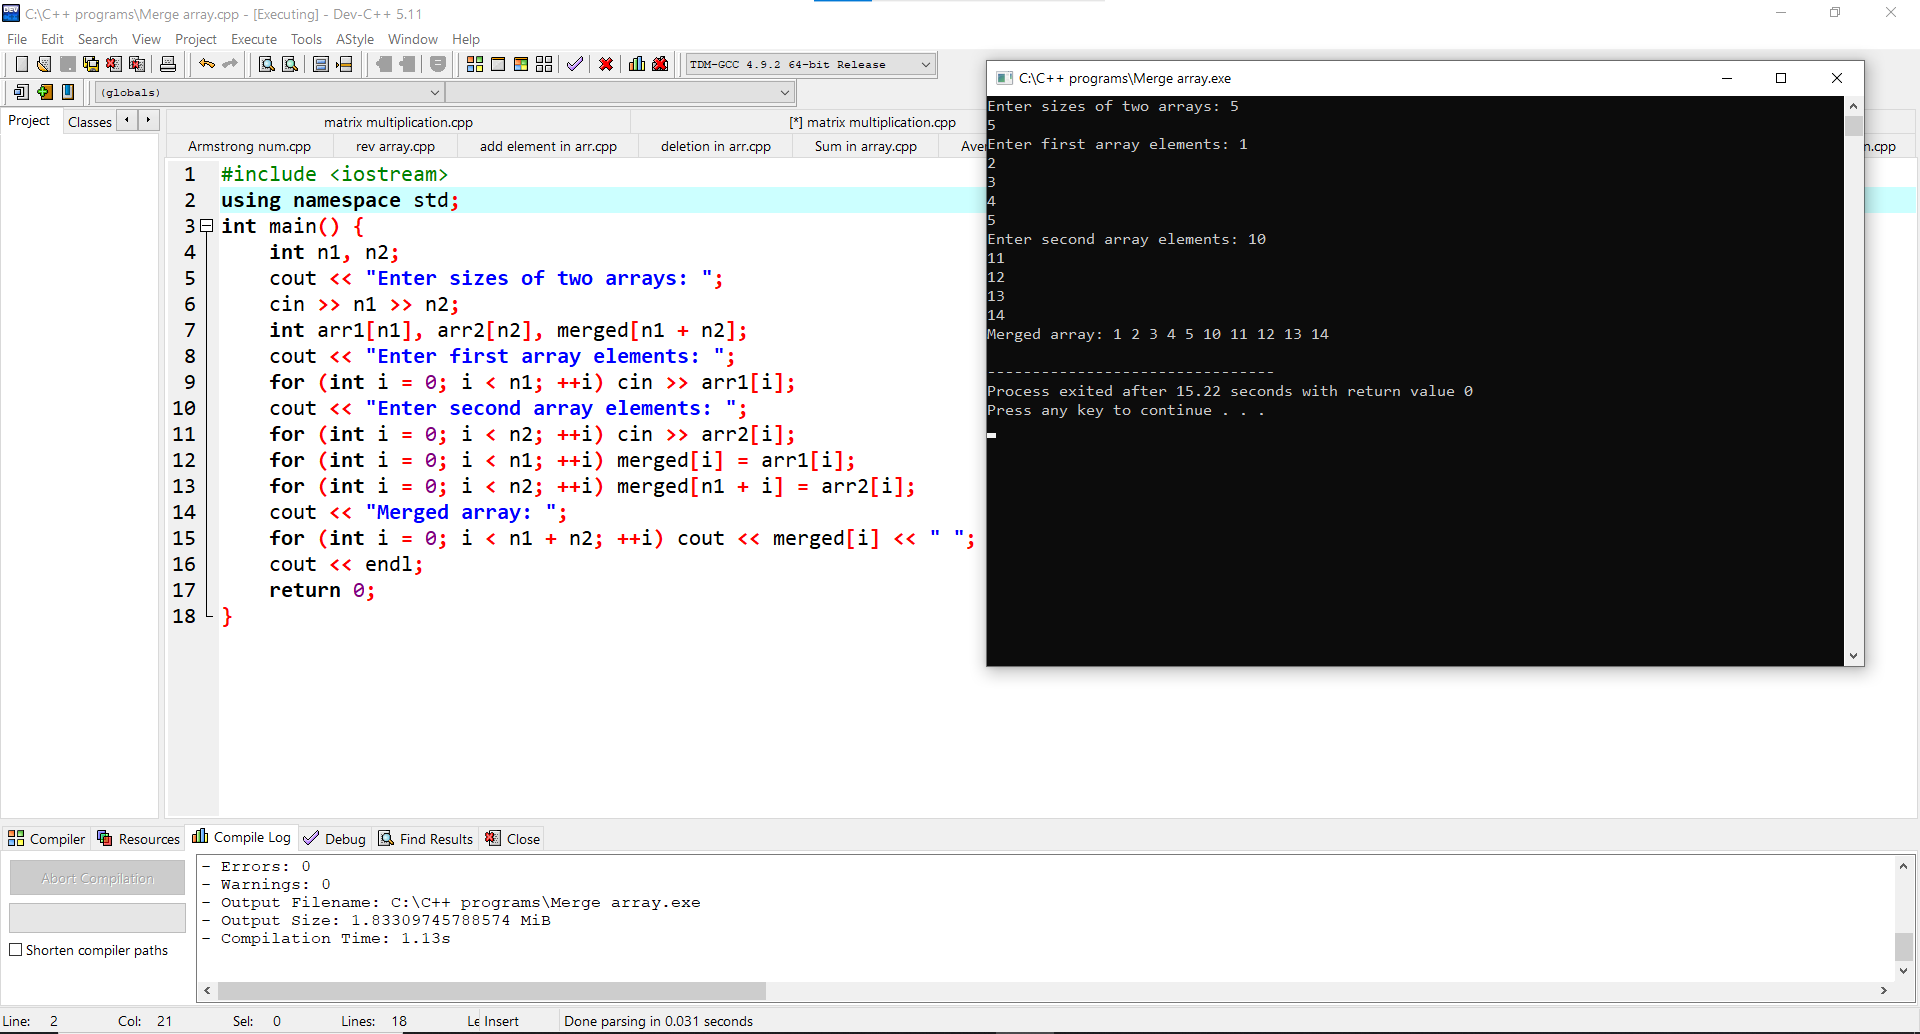 C:\C++ programs\Merge array.cpp - [Executing] - Dev-C++ 5.11
File Edit Search View Project Execute Tools AStyle Window Help
TDM-GCC 4.9.2 64-bit Release
(globals)
Project Classes
matrix multiplication.cpp [*] matrix multiplication.cpp
Armstrong num.cpp rev array.cpp add element in arr.cpp deletion in arr.cpp Sum in array.cpp Ave n.cpp
1 #include <iostream>
2 using namespace std;
3 int main() {
4 int n1, n2;
5 cout << "Enter sizes of two arrays: ";
6 cin >> n1 >> n2;
7 int arr1[n1], arr2[n2], merged[n1 + n2];
8 cout << "Enter first array elements: ";
9 for (int i = 0; i < n1; ++i) cin >> arr1[i];
10 cout << "Enter second array elements: ";
11 for (int i = 0; i < n2; ++i) cin >> arr2[i];
12 for (int i = 0; i < n1; ++i) merged[i] = arr1[i];
13 for (int i = 0; i < n2; ++i) merged[n1 + i] = arr2[i];
14 cout << "Merged array: ";
15 for (int i = 0; i < n1 + n2; ++i) cout << merged[i] << " ";
16 cout << endl;
17 return 0;
18 }
C:\C++ programs\Merge array.exe
Enter sizes of two arrays: 5
5
Enter first array elements: 1
2
3
4
5
Enter second array elements: 10
11
12
13
14
Merged array: 1 2 3 4 5 10 11 12 13 14
--------------------------------
Process exited after 15.22 seconds with return value 0
Press any key to continue . . .
Compiler Resources Compile Log Debug Find Results Close
Abort Compilation
Shorten compiler paths
- Errors: 0
- Warnings: 0
- Output Filename: C:\C++ programs\Merge array.exe
- Output Size: 1.83309745788574 MiB
- Compilation Time: 1.13s
Line: 2 Col: 21 Sel: 0 Lines: 18 Le Insert Done parsing in 0.031 seconds